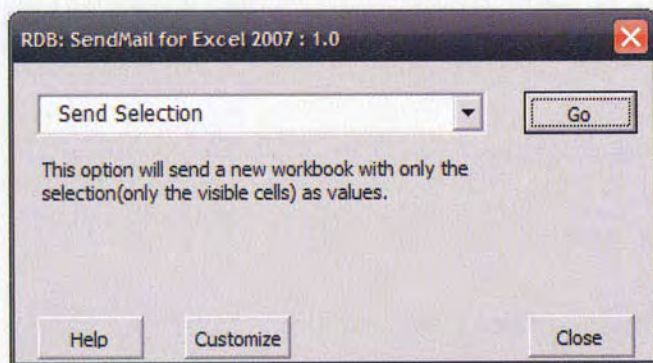 RDB: SendMail for Excel 2007 : 1.0
Send Selection
Go
This option will send a new workbook with only the
selection(only the visible cells) as values.
Help
Customize
Close